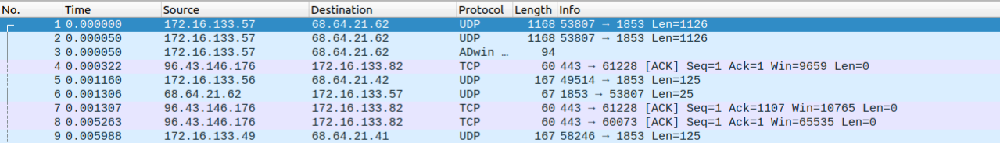 No. Time Source Destination Protocol Length Info
1 0.000000 172.16.133.57 68.64.21.62 UDP 1168 53807 → 1853 Len=1126
2 0.000050 172.16.133.57 68.64.21.62 UDP 1168 53807 → 1853 Len=1126
3 0.000050 172.16.133.57 68.64.21.62 ADwin … 94
4 0.000322 96.43.146.176 172.16.133.82 TCP 60 443 → 61228 [ACK] Seq=1 Ack=1 Win=9659 Len=0
5 0.001160 172.16.133.56 68.64.21.42 UDP 167 49514 → 1853 Len=125
6 0.001306 68.64.21.62 172.16.133.57 UDP 67 1853 → 53807 Len=25
7 0.001307 96.43.146.176 172.16.133.82 TCP 60 443 → 61228 [ACK] Seq=1 Ack=1107 Win=10765 Len=0
8 0.005263 96.43.146.176 172.16.133.82 TCP 60 443 → 60073 [ACK] Seq=1 Ack=1 Win=65535 Len=0
9 0.005988 172.16.133.49 68.64.21.41 UDP 167 58246 → 1853 Len=125